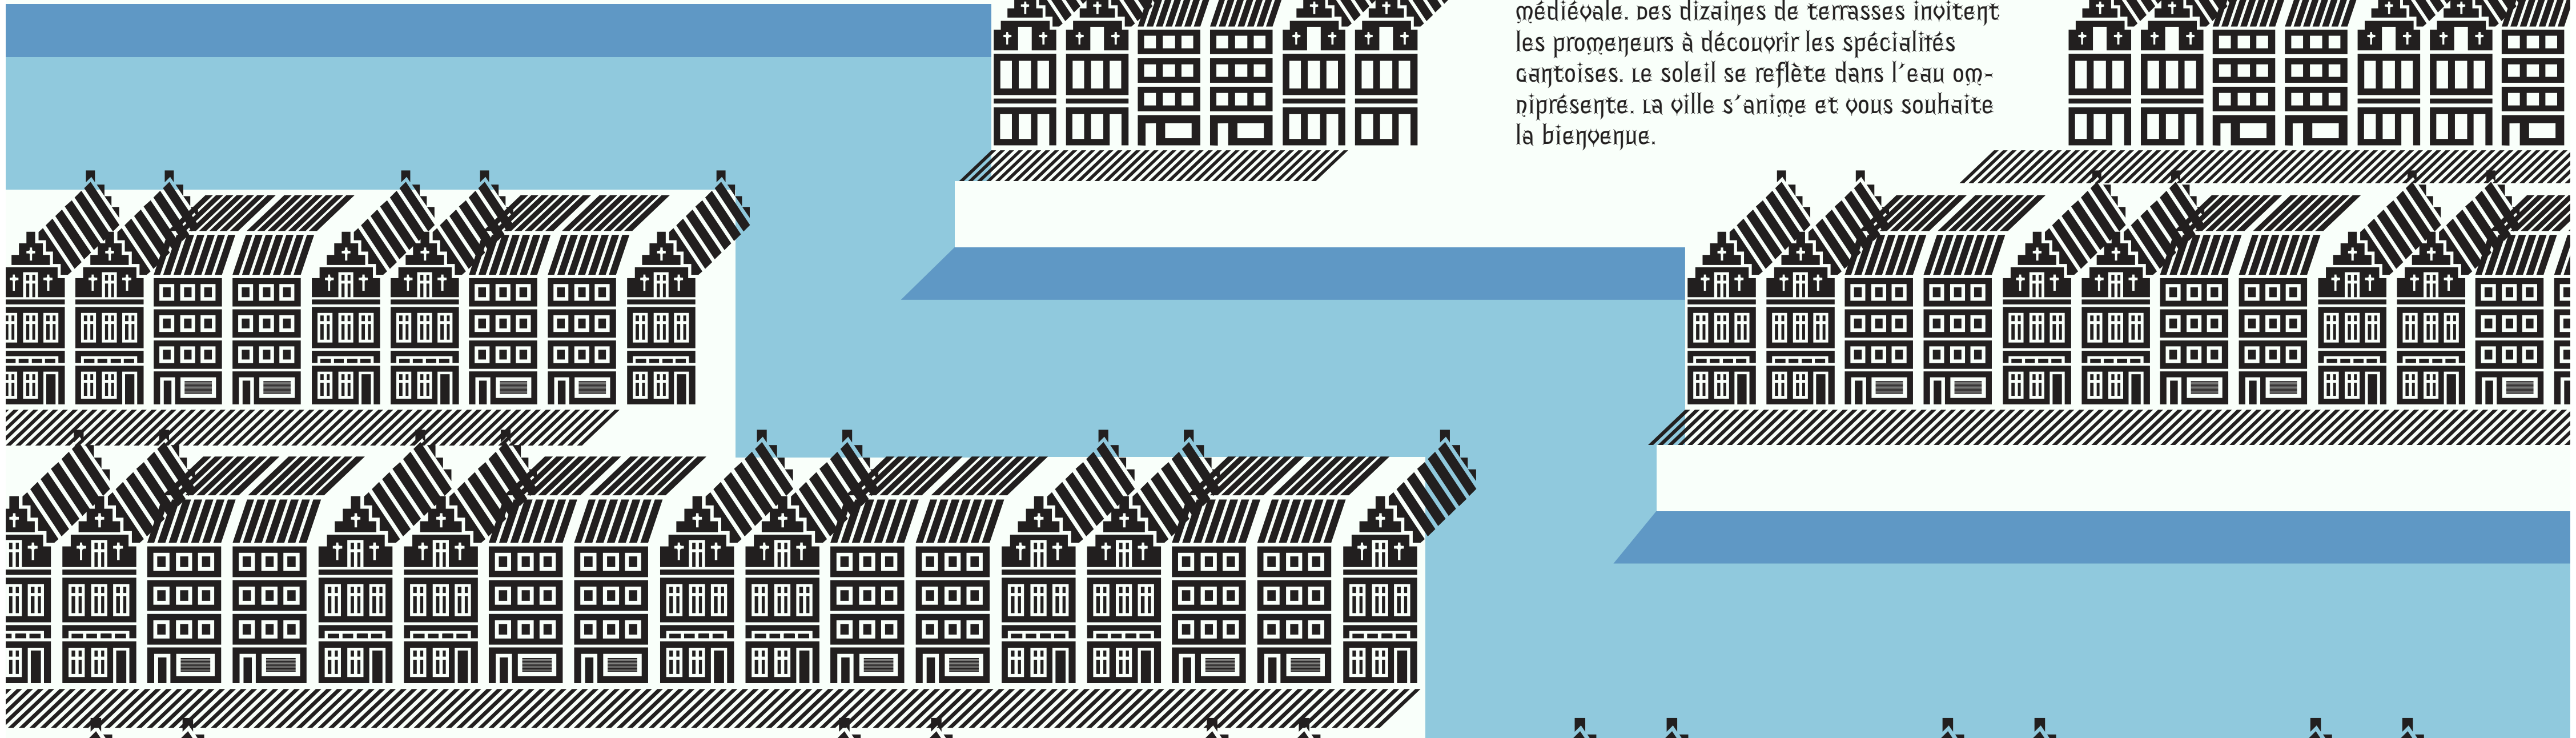 médiévale. Des dizaines de terrasses invitent
les promeneurs à découvrir les spécialités
Gantoises. Le soleil se reflète dans l'eau om-
niprésente. La ville s'anime et vous souhaite
la bienvenue.